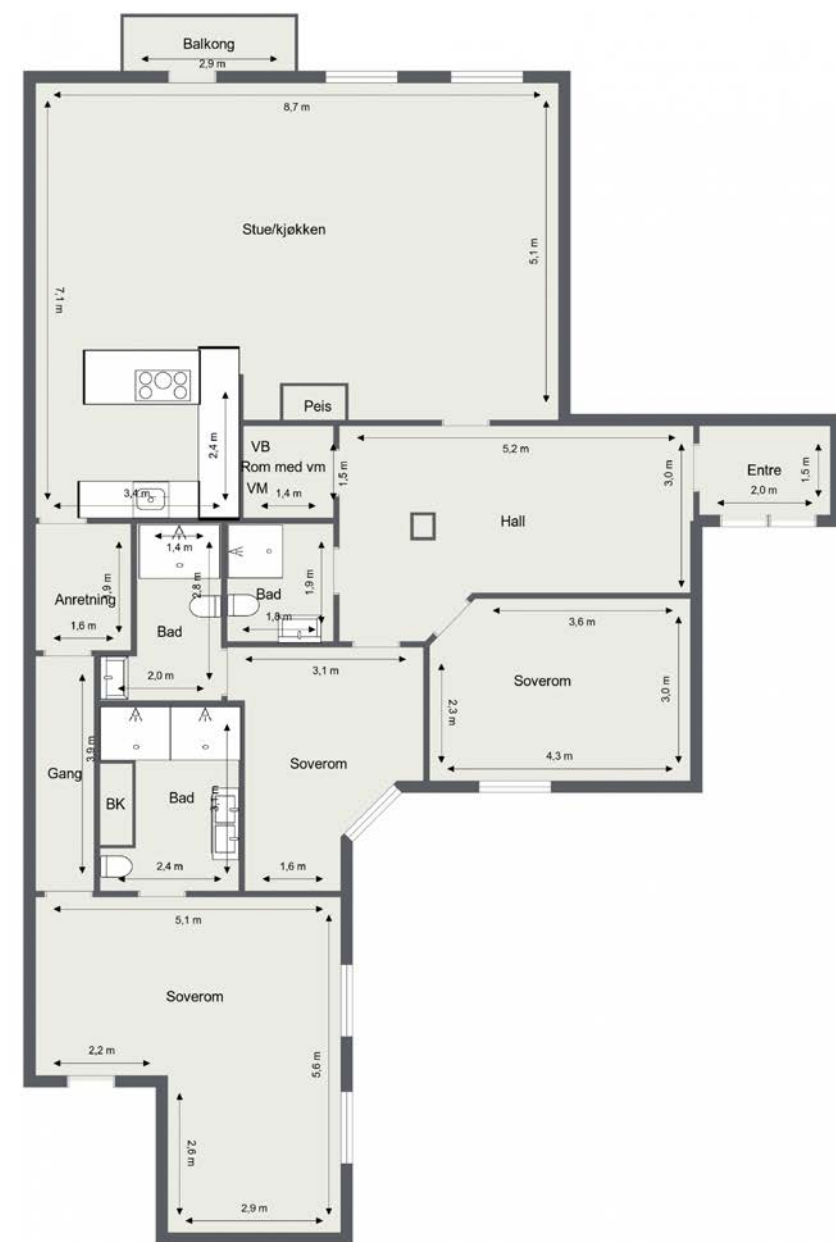 Balkong
2,9 m
8,7 m
Stue/kjøkken
5,1 m
7,1 m
Peis
2,4 m
3,4 m
VB
Rom med vm
VM
1,4 m
1,5 m
5,2 m
3,0 m
Hall
Entre
1,5 m
2,0 m
1,4 m
2,8 m
Bad
2,0 m
Anretning
1,6 m
Bad
1,9 m
1,8 m
3,6 m
Soverom
3,0 m
2,3 m
4,3 m
3,1 m
Soverom
1,6 m
3,9 m
Gang
BK
Bad
3,1 m
2,4 m
5,1 m
Soverom
2,2 m
5,6 m
2,6 m
2,9 m